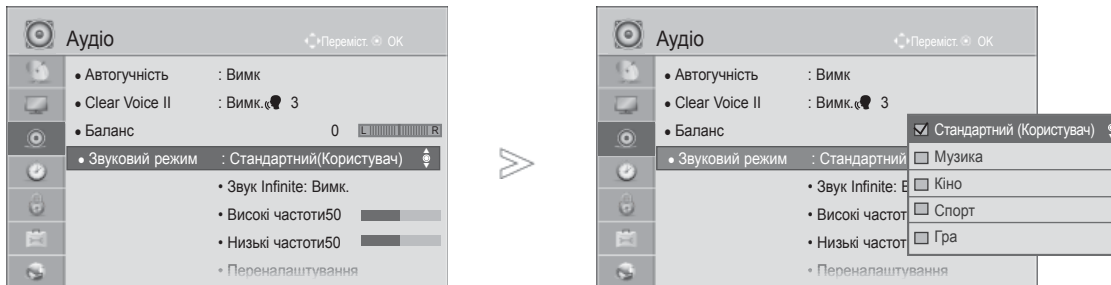 Аудіо
Переміст. OK
• Автогучність : Вимк
• Clear Voice II : Вимк. 3
• Баланс 0 L R
• Звуковий режим : Стандартний(Користувач)
• Звук Infinite: Вимк.
• Високі частоти50
• Низькі частоти50
• Переналаштування
Аудіо
Переміст. OK
• Автогучність : Вимк
• Clear Voice II : Вимк. 3
• Баланс
• Звуковий режим : Стандартний
• Звук Infinite: В
• Високі частот
• Низькі частот
• Переналаштування
Стандартний (Користувач)
Музика
Кіно
Спорт
Гра